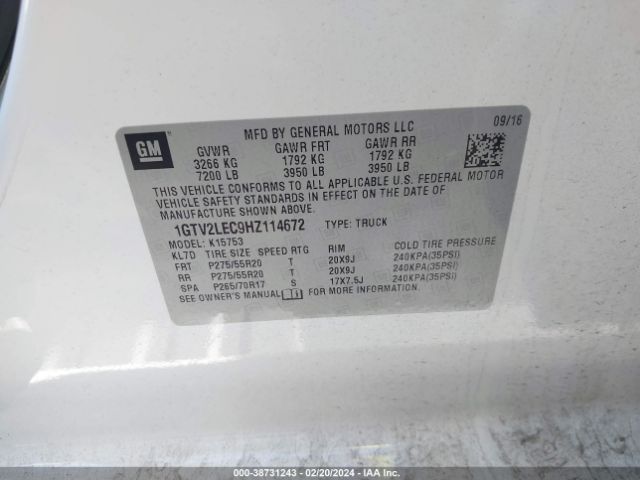 GM
MFD BY GENERAL MOTORS LLC
09/16
GVWR GAWR FRT GAWR RR
3266 KG 1792 KG 1792 KG
7200 LB 3950 LB 3950 LB
THIS VEHICLE CONFORMS TO ALL APPLICABLE U.S. FEDERAL MOTOR
VEHICLE SAFETY STANDARDS IN EFFECT ON THE DATE OF
MANUFACTURE SHOWN ABOVE.
1GTV2LEC9HZ114672 TYPE: TRUCK
MODEL: K15753
KL7D TIRE SIZE SPEED RTG RIM COLD TIRE PRESSURE
FRT P275/55R20 T 20X9J 240KPA(35PSI)
RR P275/55R20 T 20X9J 240KPA(35PSI)
SPA P265/70R17 S 17X7.5J 240KPA(35PSI)
SEE OWNER'S MANUAL i FOR MORE INFORMATION.
000-38731243 - 02/20/2024 - IAA Inc.